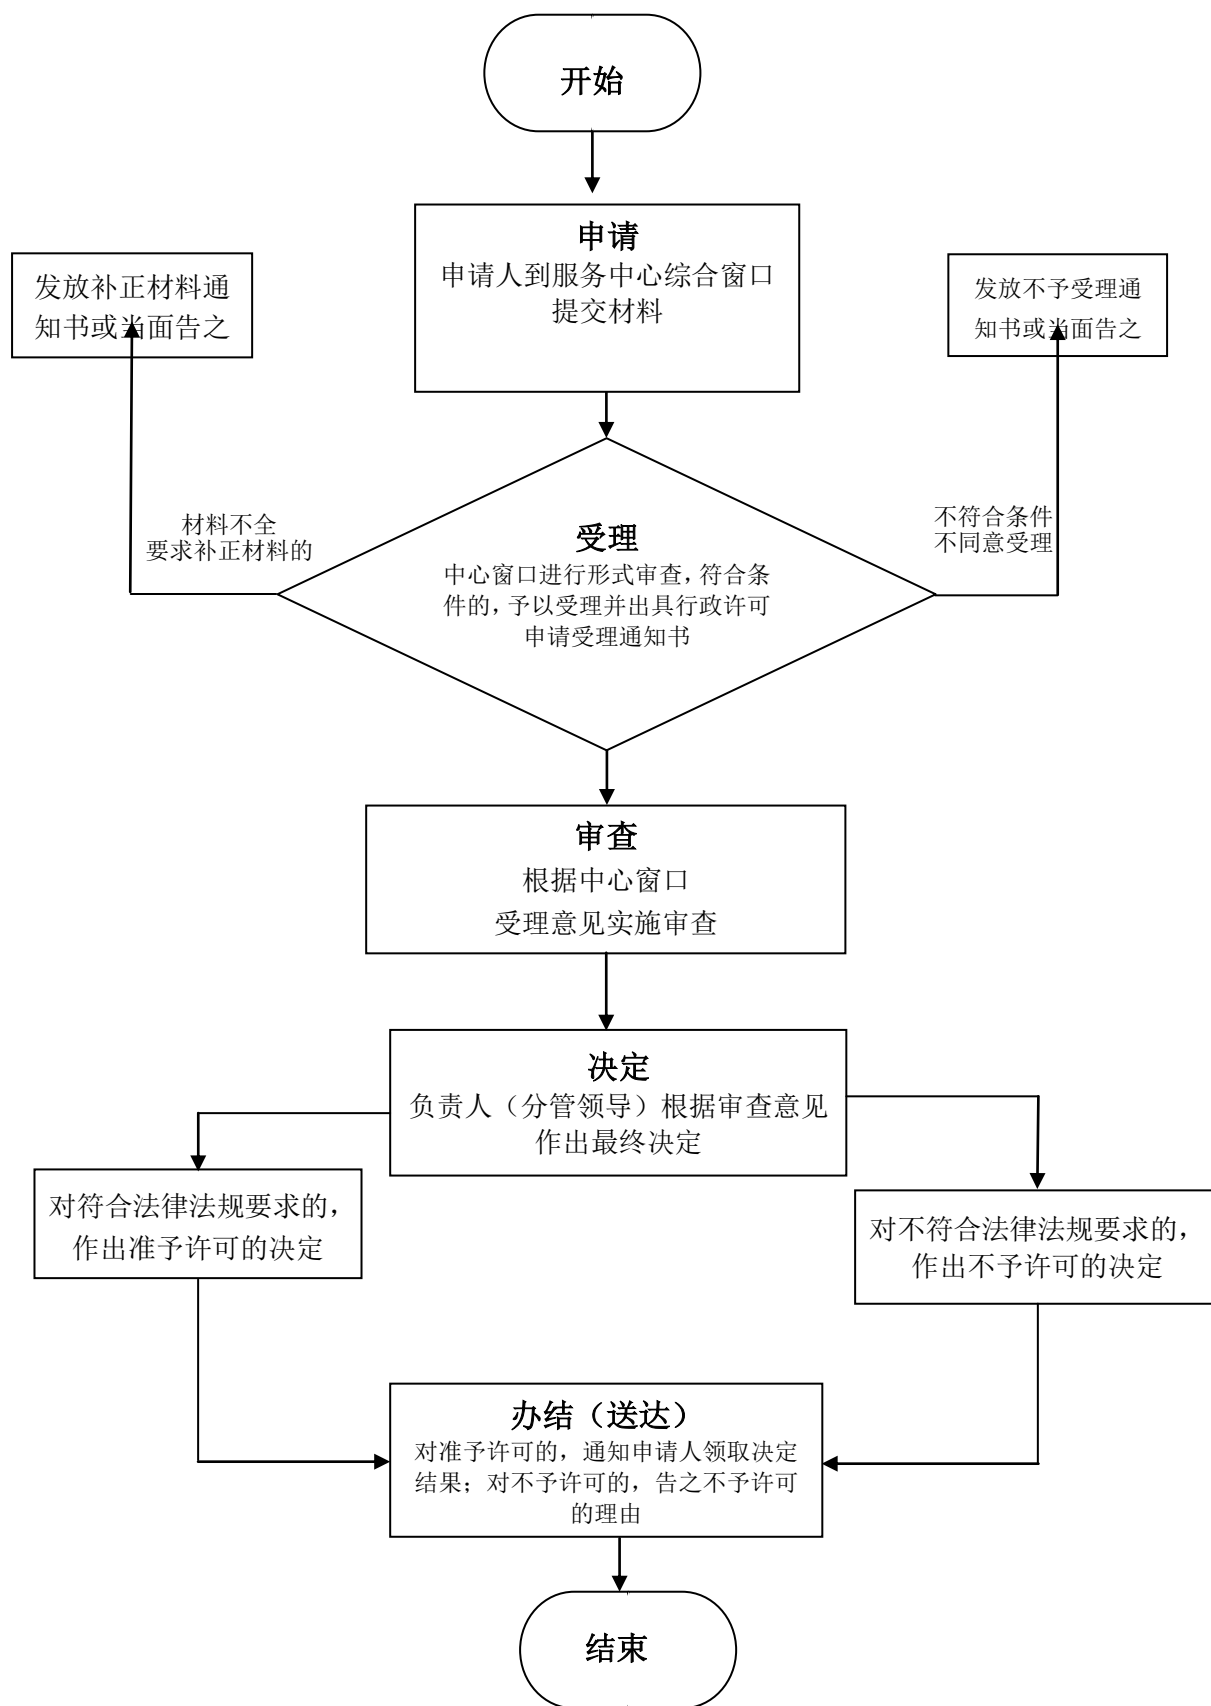 开始
申请
申请人到服务中心综合窗口
提交材料
发放补正材料通
知书或当面告之
发放不予受理通
知书或当面告之
材料不全
要求补正材料的
不符合条件
不同意受理
受理
中心窗口进行形式审查，符合条
件的，予以受理并出具行政许可
申请受理通知书
审查
根据中心窗口
受理意见实施审查
决定
负责人（分管领导）根据审查意见
作出最终决定
对符合法律法规要求的，
作出准予许可的决定
对不符合法律法规要求的，
作出不予许可的决定
办结（送达）
对准予许可的，通知申请人领取决定
结果；对不予许可的，告之不予许可
的理由
结束